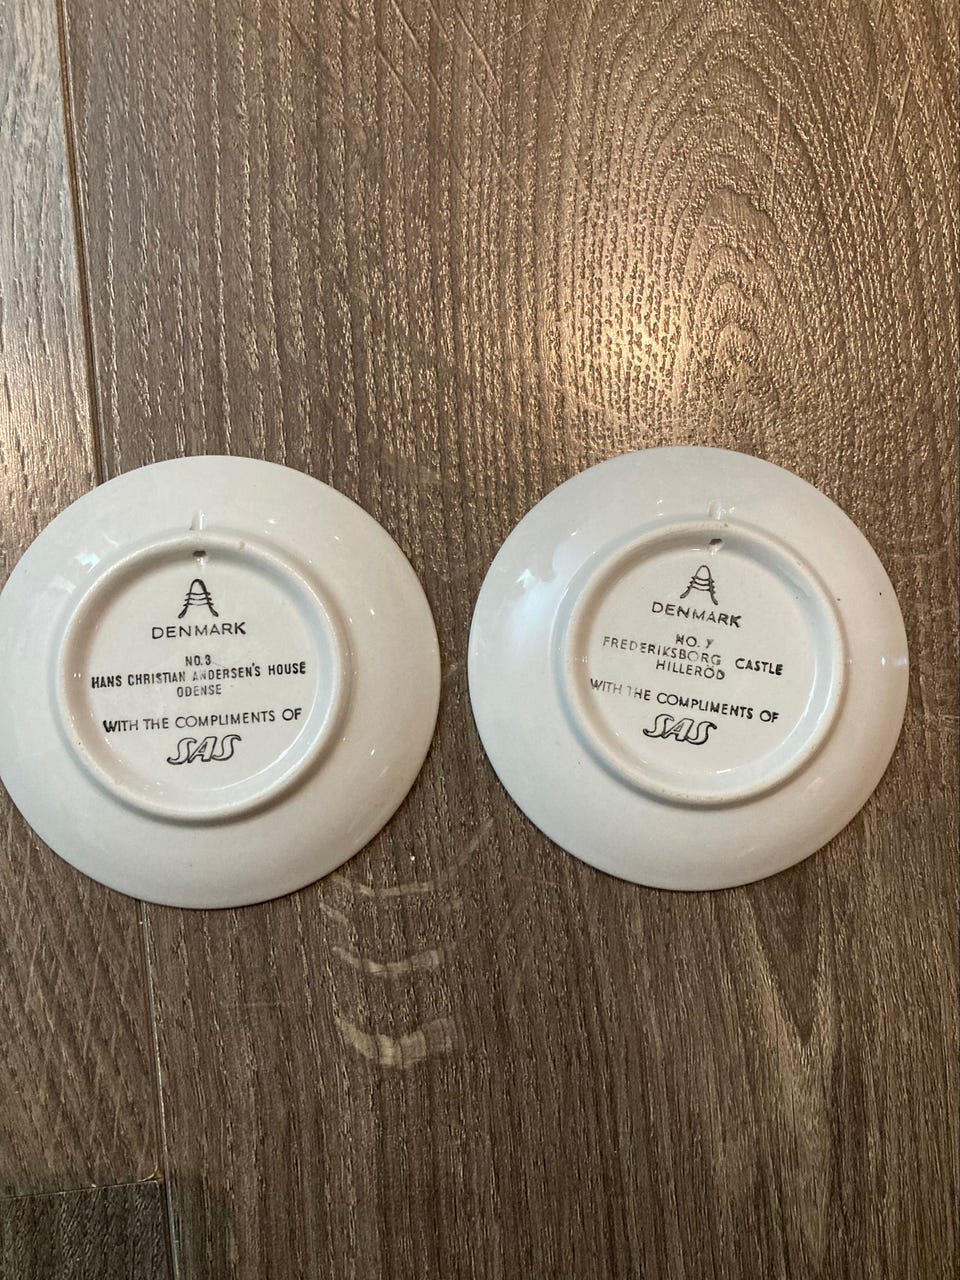 DENMARK
NO.3
HANS CHRISTIAN ANDERSEN'S HOUSE
ODENSE
WITH THE COMPLIMENTS OF
SAS
DENMARK
NO. 7
FREDERIKSBORG CASTLE
HILLERÖD
WITH THE COMPLIMENTS OF
SAS